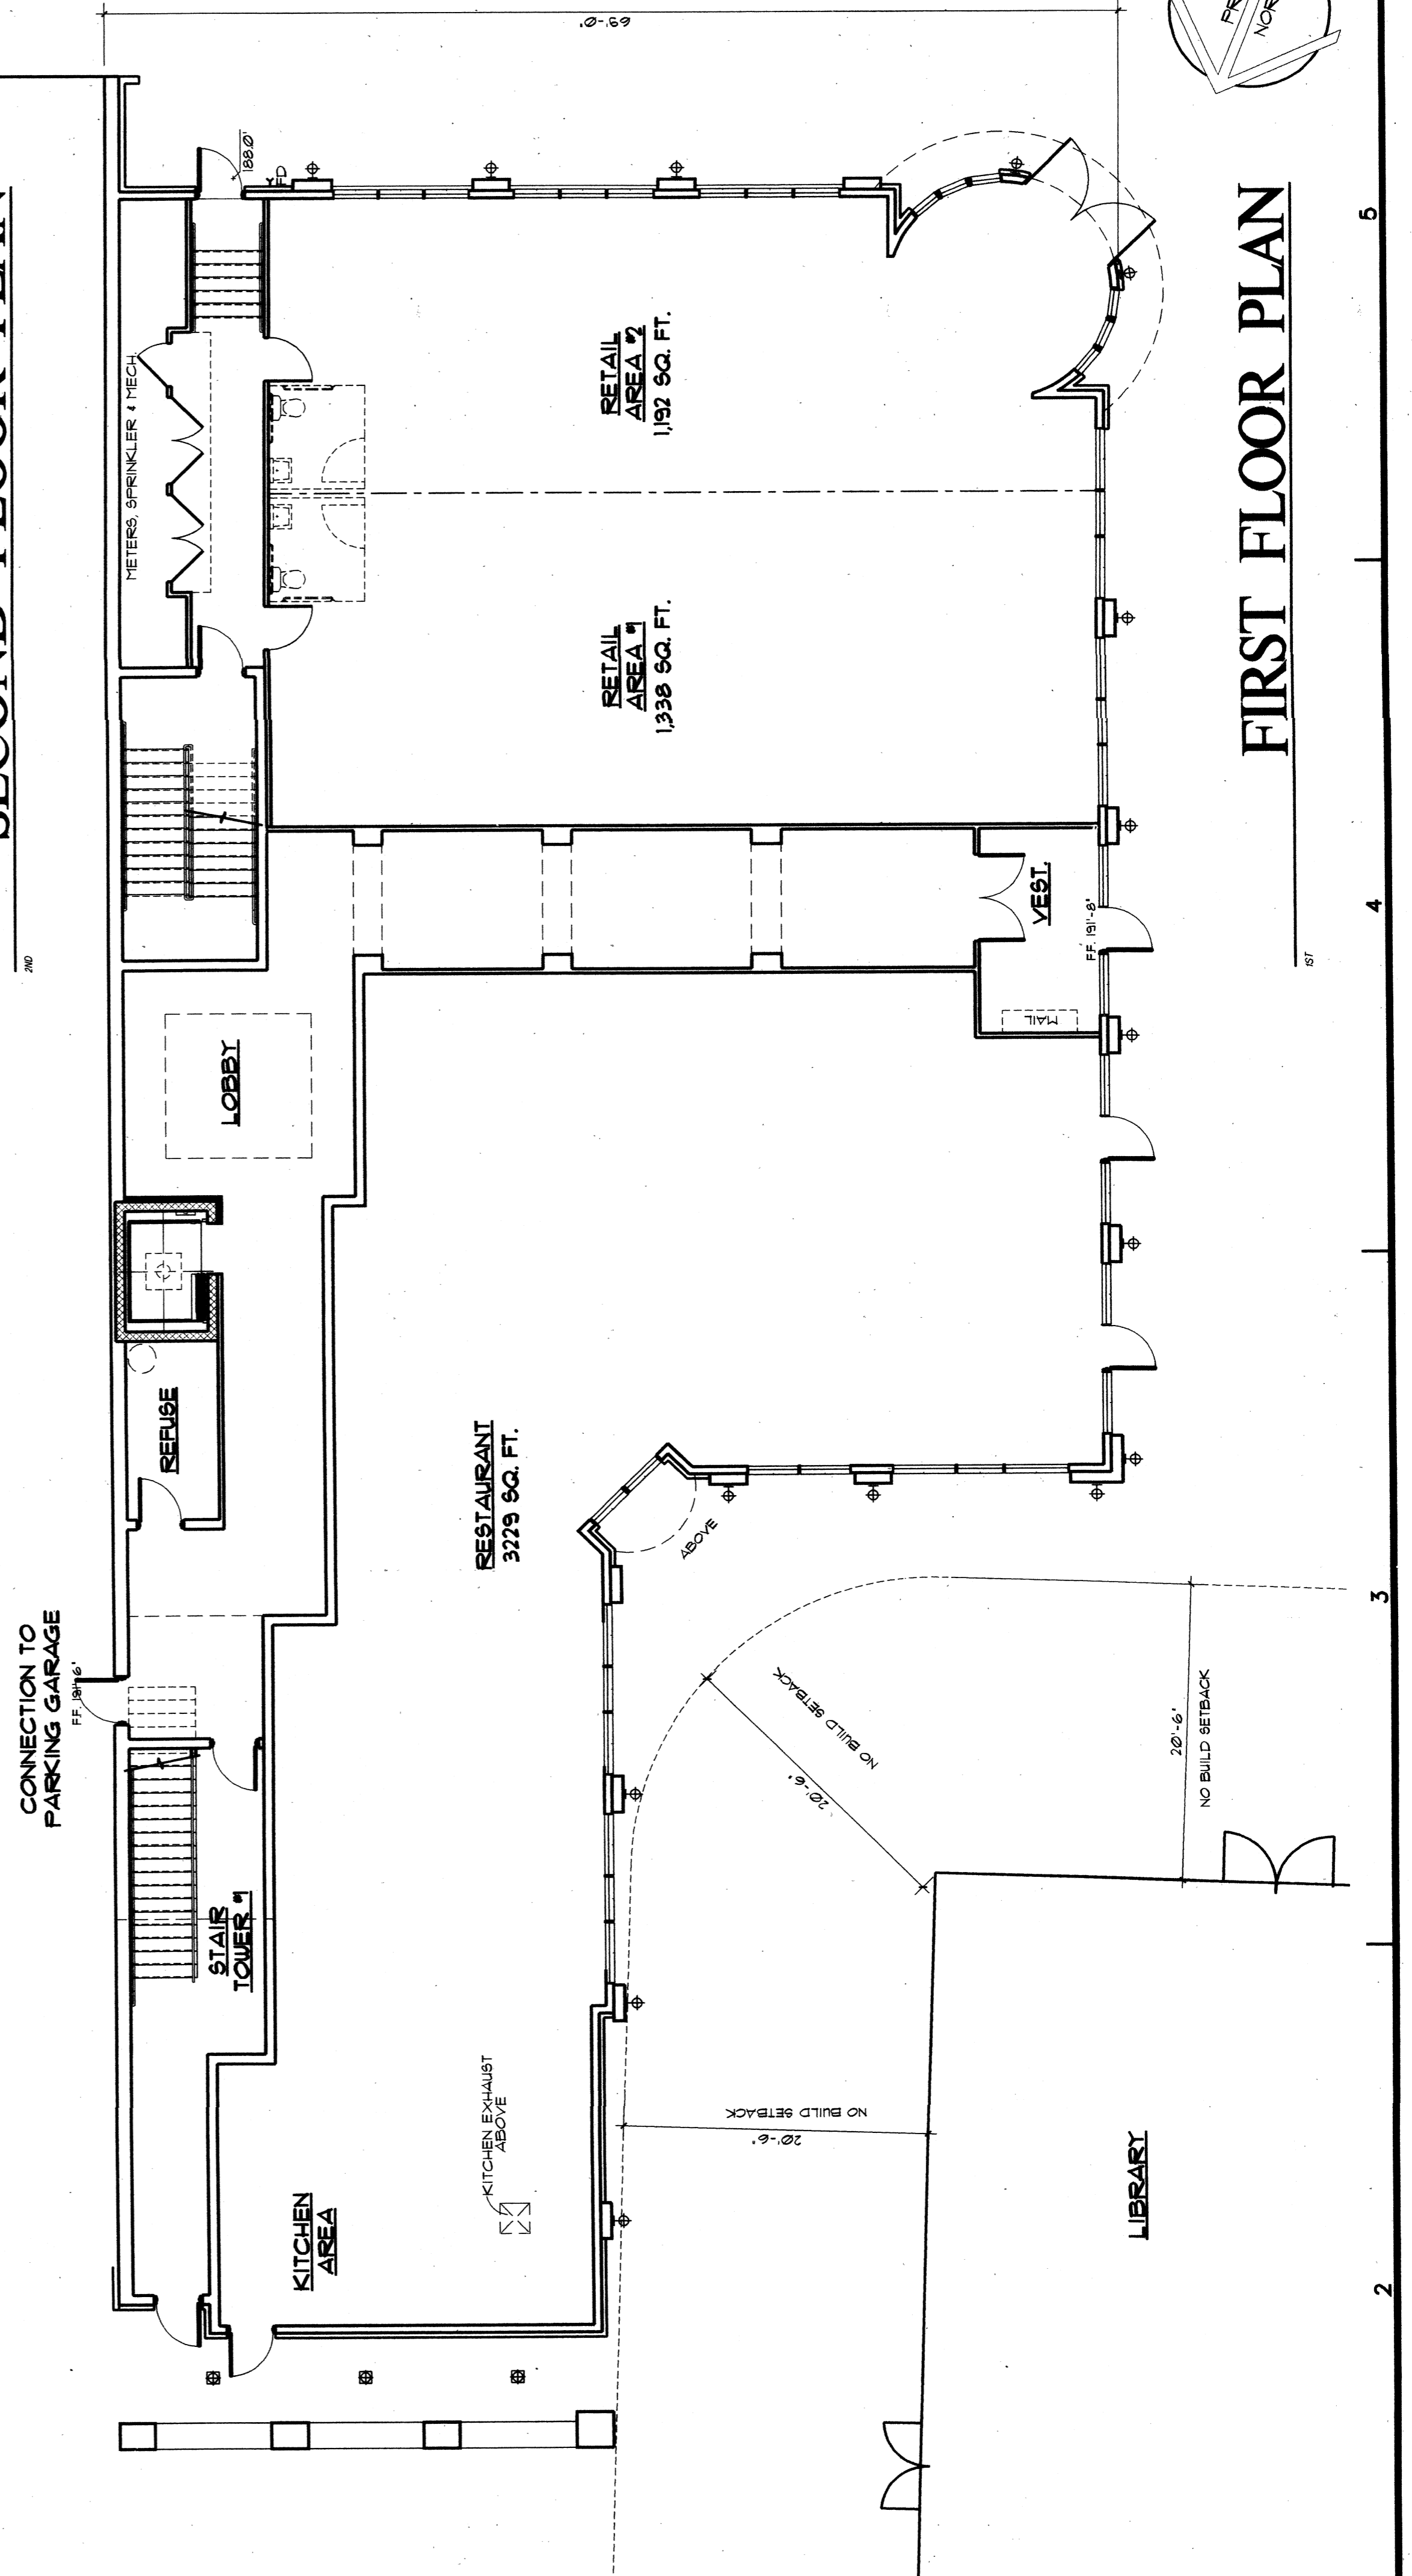 69'-0"
188.0'
FD
METERS, SPRINKLER & MECH.
RETAIL
AREA #2
1,192 SQ. FT.
RETAIL
AREA #1
1,338 SQ. FT.
FIRST FLOOR PLAN
1ST
2ND
VEST.
F.F. 191'-8"
MAIL
LOBBY
REFUSE
RESTAURANT
3229 SQ. FT.
ABOVE
CONNECTION TO
PARKING GARAGE
STAIR
TOWER #1
NO BUILD SETBACK
20'-6"
20'-6"
NO BUILD SETBACK
NO BUILD SETBACK
20'-6"
KITCHEN EXHAUST
ABOVE
KITCHEN
AREA
LIBRARY
5
4
3
2